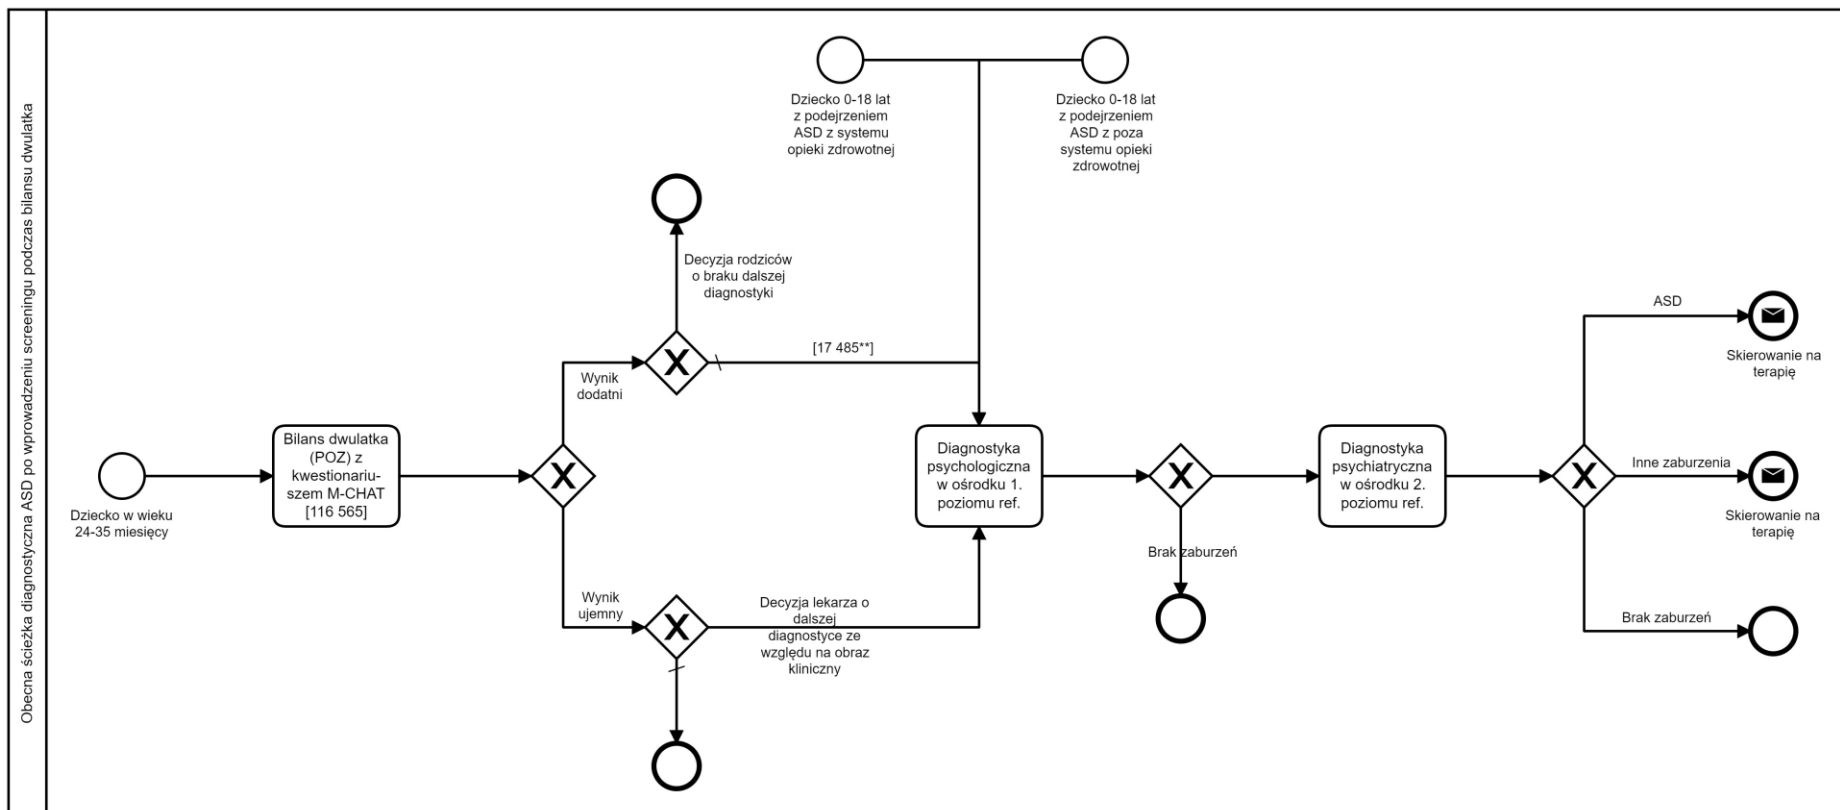 Obecna ścieżka diagnostyczna ASD po wprowadzeniu screeningu podczas bilansu dwulatka
Dziecko 0-18 lat
z podejrzeniem
ASD z systemu
opieki zdrowotnej
Dziecko 0-18 lat
z podejrzeniem
ASD z poza
systemu opieki
zdrowotnej
Decyzja rodziców
o braku dalszej
diagnostyki
[17 485**]
Wynik
dodatni
Dziecko w wieku
24-35 miesięcy
Bilans dwulatka
(POZ) z
kwestionariu-
szem M-CHAT
[116 565]
Wynik
ujemny
Decyzja lekarza o
dalszej
diagnostyce ze
względu na obraz
kliniczny
Diagnostyka
psychologiczna
w ośrodku 1.
poziomu ref.
Brak zaburzeń
Diagnostyka
psychiatryczna
w ośrodku 2.
poziomu ref.
ASD
Skierowanie na
terapię
Inne zaburzenia
Skierowanie na
terapię
Brak zaburzeń